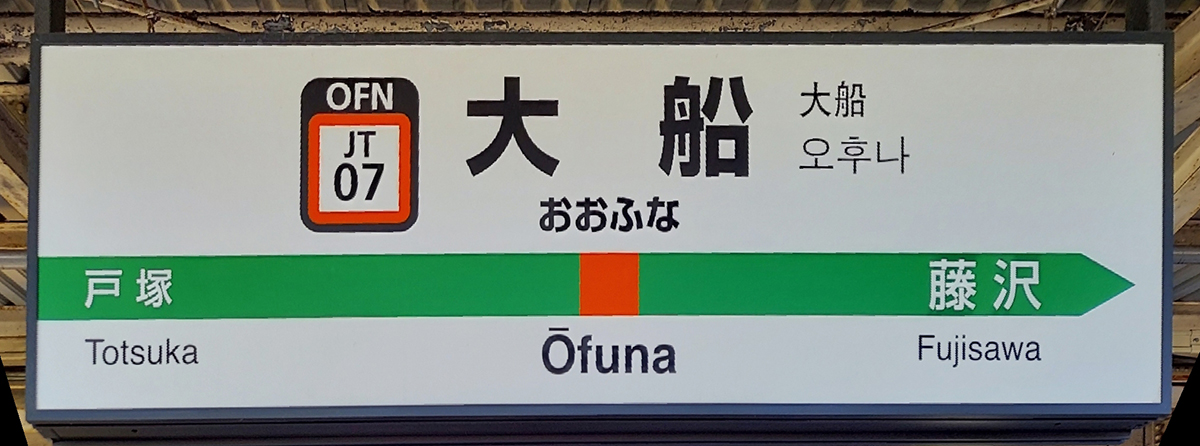 OFN
JT
07
大船
おおふな
大船
오후나
戸塚
藤沢
Totsuka
Ōfuna
Fujisawa